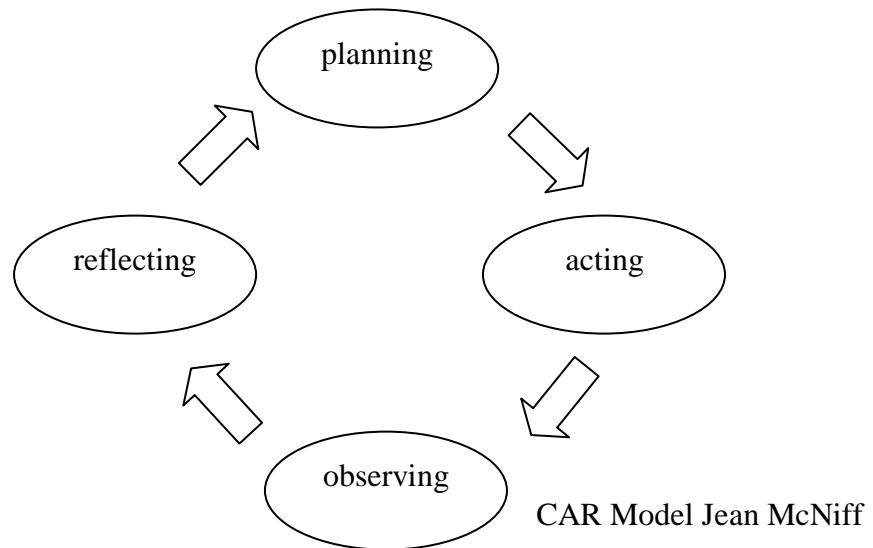 planning
reflecting
acting
observing
CAR Model Jean McNiff